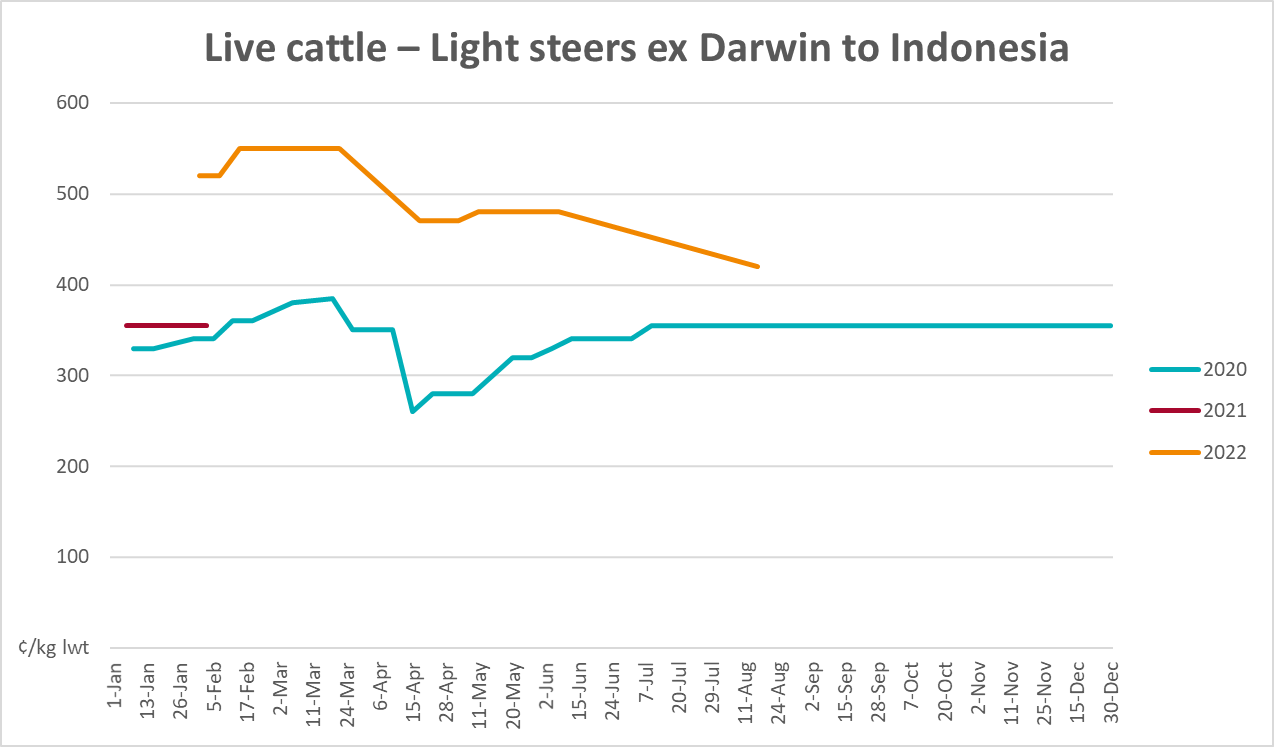 Live cattle – Light steers ex Darwin to Indonesia
600
500
400
300
200
100
¢/kg lwt
1-Jan
13-Jan
26-Jan
5-Feb
17-Feb
2-Mar
11-Mar
24-Mar
6-Apr
15-Apr
28-Apr
11-May
20-May
2-Jun
15-Jun
24-Jun
7-Jul
20-Jul
29-Jul
11-Aug
24-Aug
2-Sep
15-Sep
28-Sep
7-Oct
20-Oct
2-Nov
11-Nov
25-Nov
15-Dec
30-Dec
2020
2021
2022